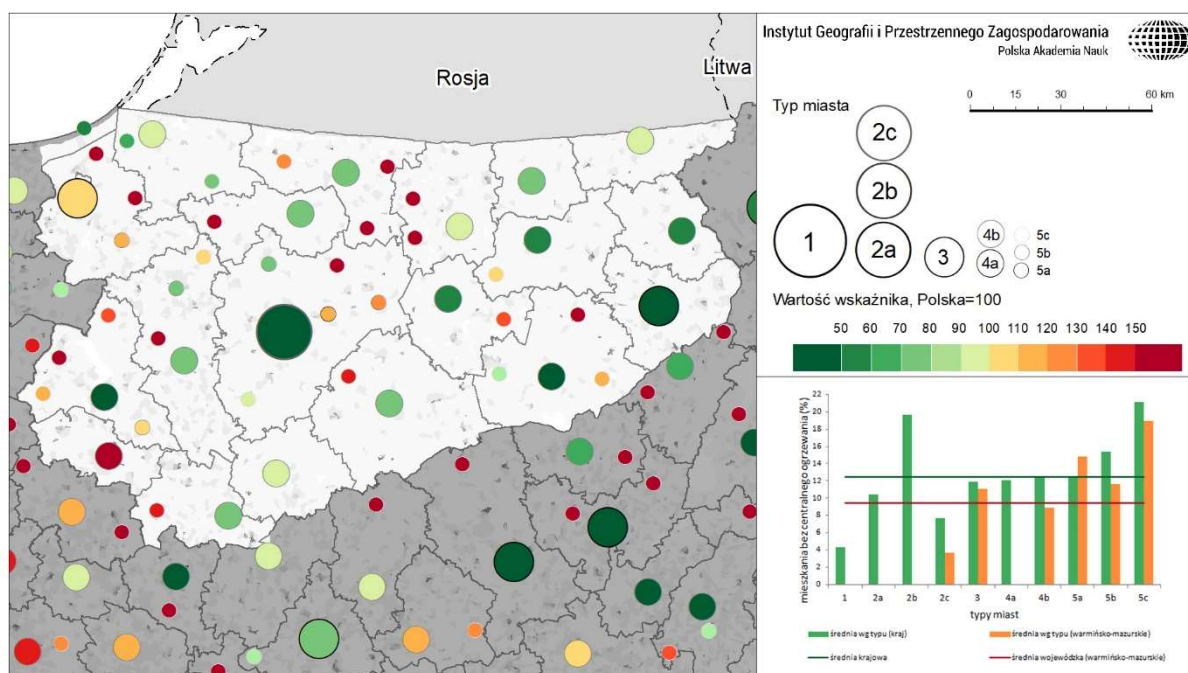 Rosja
Litwa
Instytut Geografii i Przestrzennego Zagospodarowania
Polska Akademia Nauk
0 15 30 60 km
Typ miasta
2c
2b
1
2a
3
4b
4a
5c
5b
5a
Wartość wskaźnika, Polska=100
50 60 70 80 90 100 110 120 130 140 150
mieszkania bez centralnego ogrzewania (%)
22
20
18
16
14
12
10
8
6
4
2
0
1 2a 2b 2c 3 4a 4b 5a 5b 5c
typy miast
średnia wg typu (kraj)
średnia wg typu (warmińsko-mazurskie)
średnia krajowa
średnia wojewódzka (warmińsko-mazurskie)